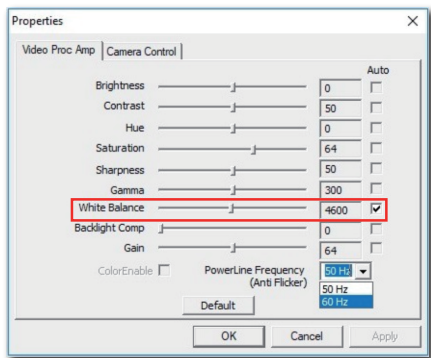 Properties
Video Proc Amp Camera Control
Auto
Brightness 0
Contrast 50
Hue 0
Saturation 64
Sharpness 50
Gamma 300
White Balance 4600
Backlight Comp 0
Gain 64
ColorEnable PowerLine Frequency 50 Hz
(Anti Flicker) 50 Hz
60 Hz
Default
OK Cancel Apply